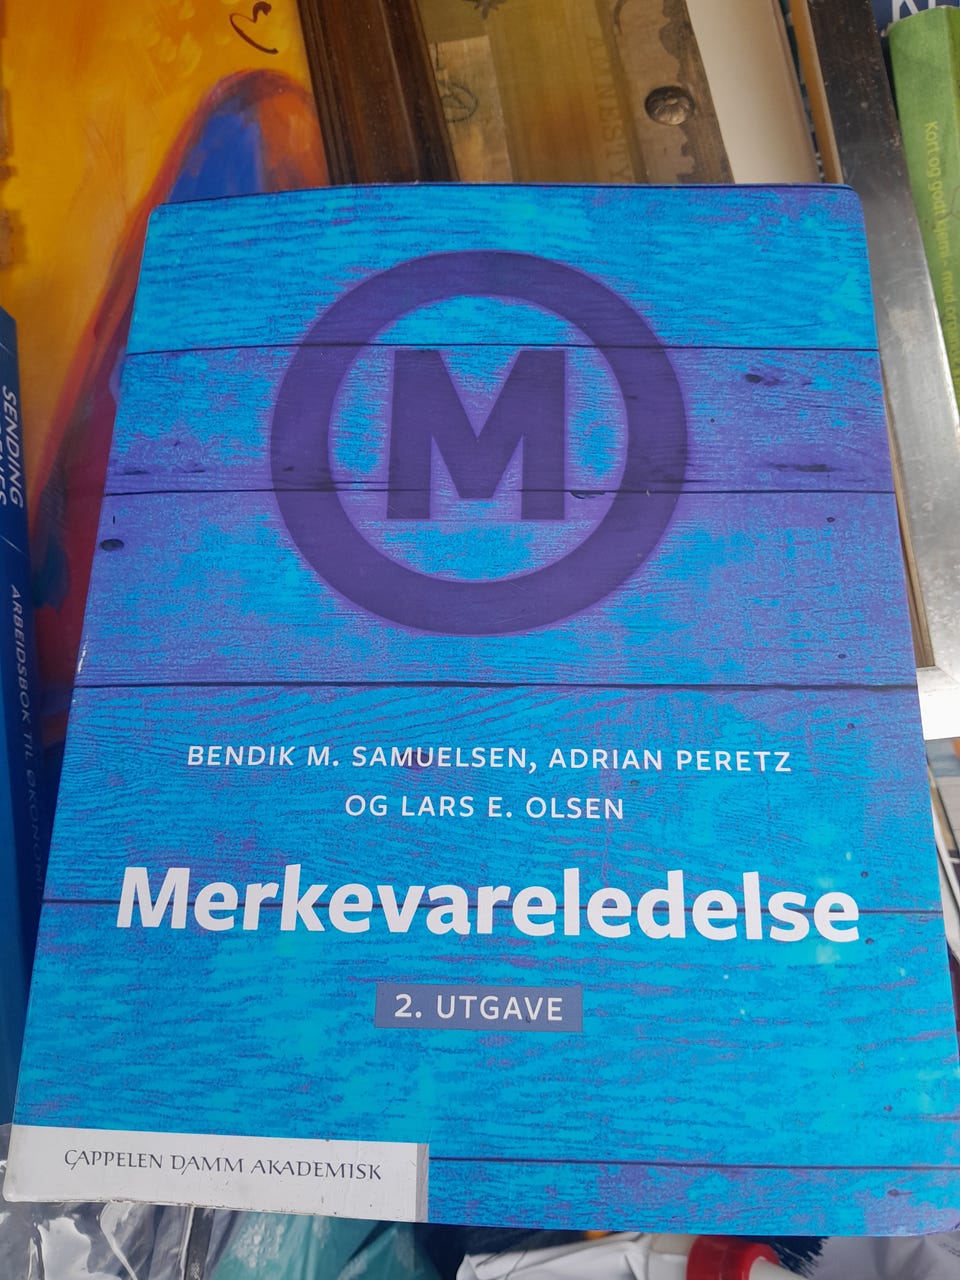 M
BENDIK M. SAMUELSEN, ADRIAN PERETZ
OG LARS E. OLSEN
Merkevareledelse
2. UTGAVE
CAPPELEN DAMM AKADEMISK
SENDING
ARBEIDSBOK TIL ØKONOMI
Kort og godt